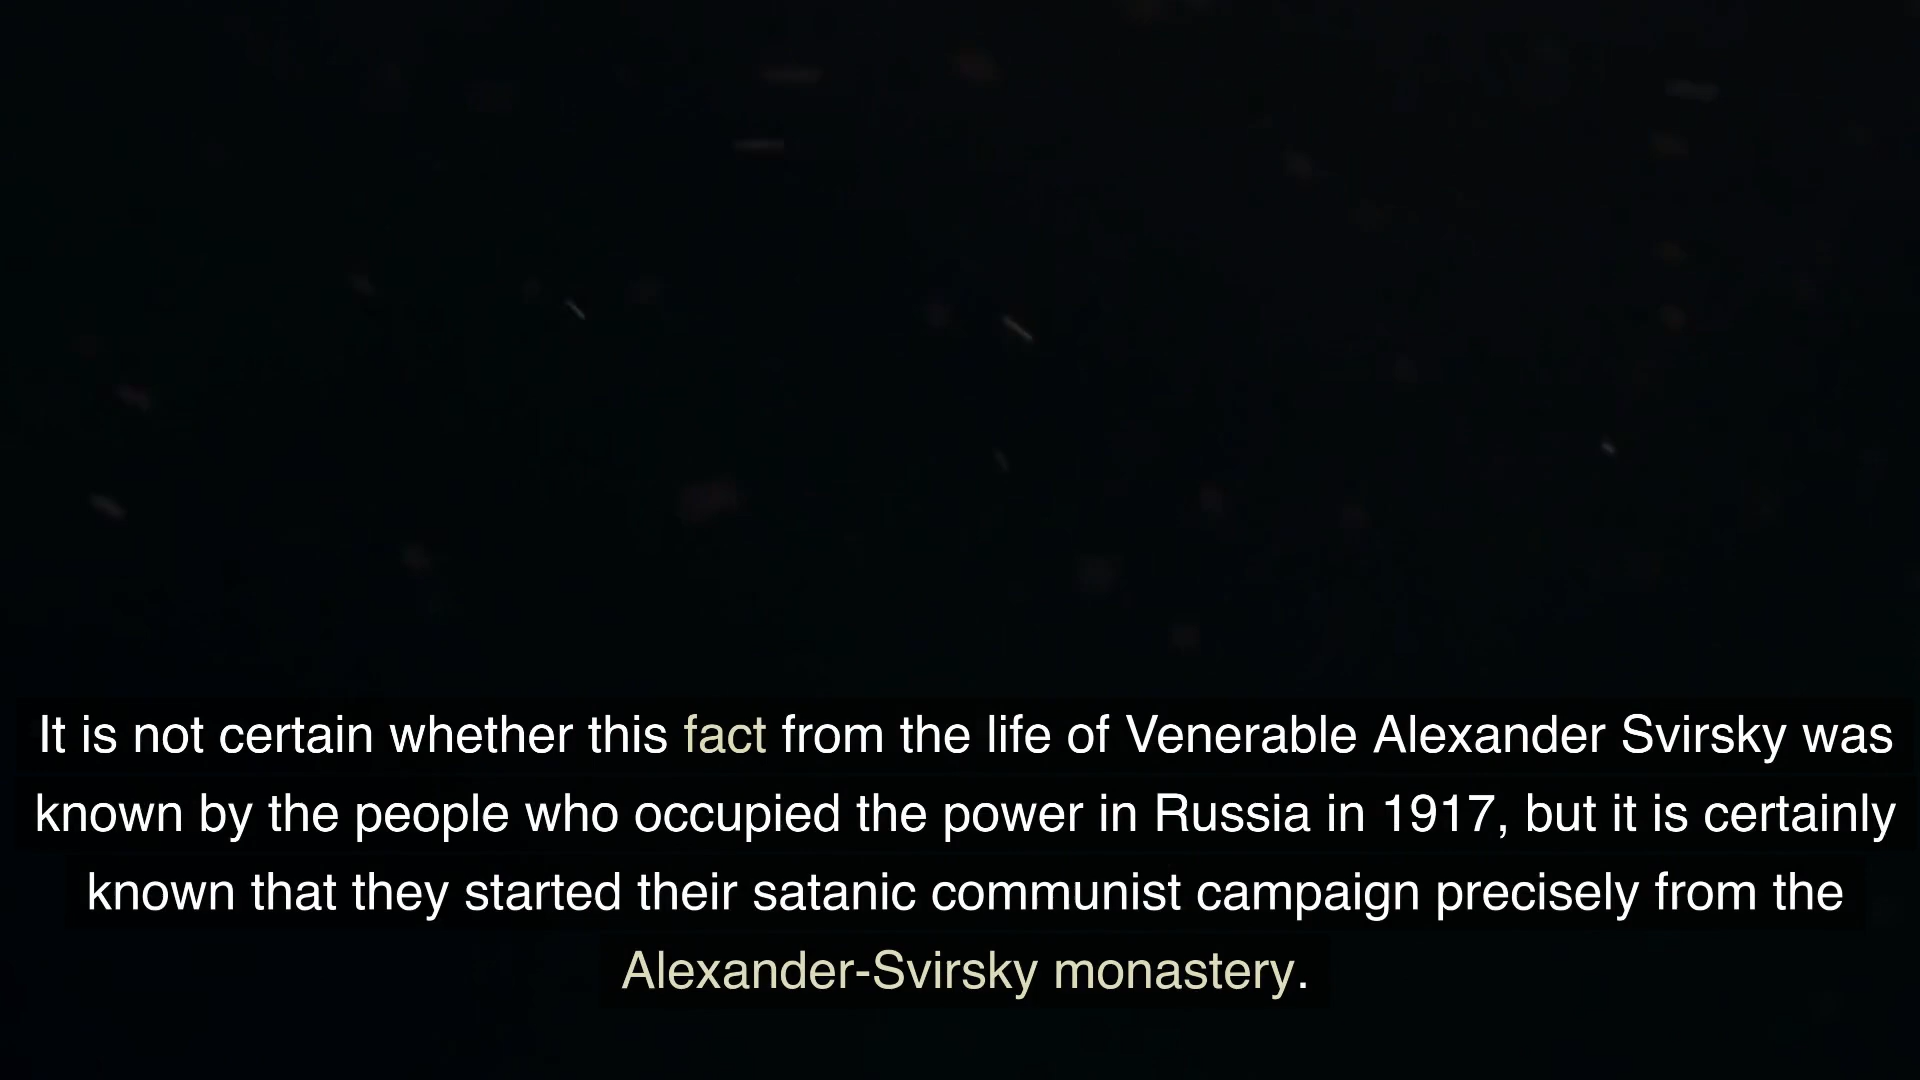 It is not certain whether this fact from the life of Venerable Alexander Svirsky was
known by the people who occupied the power in Russia in 1917, but it is certainly
known that they started their satanic communist campaign precisely from the
Alexander-Svirsky monastery.